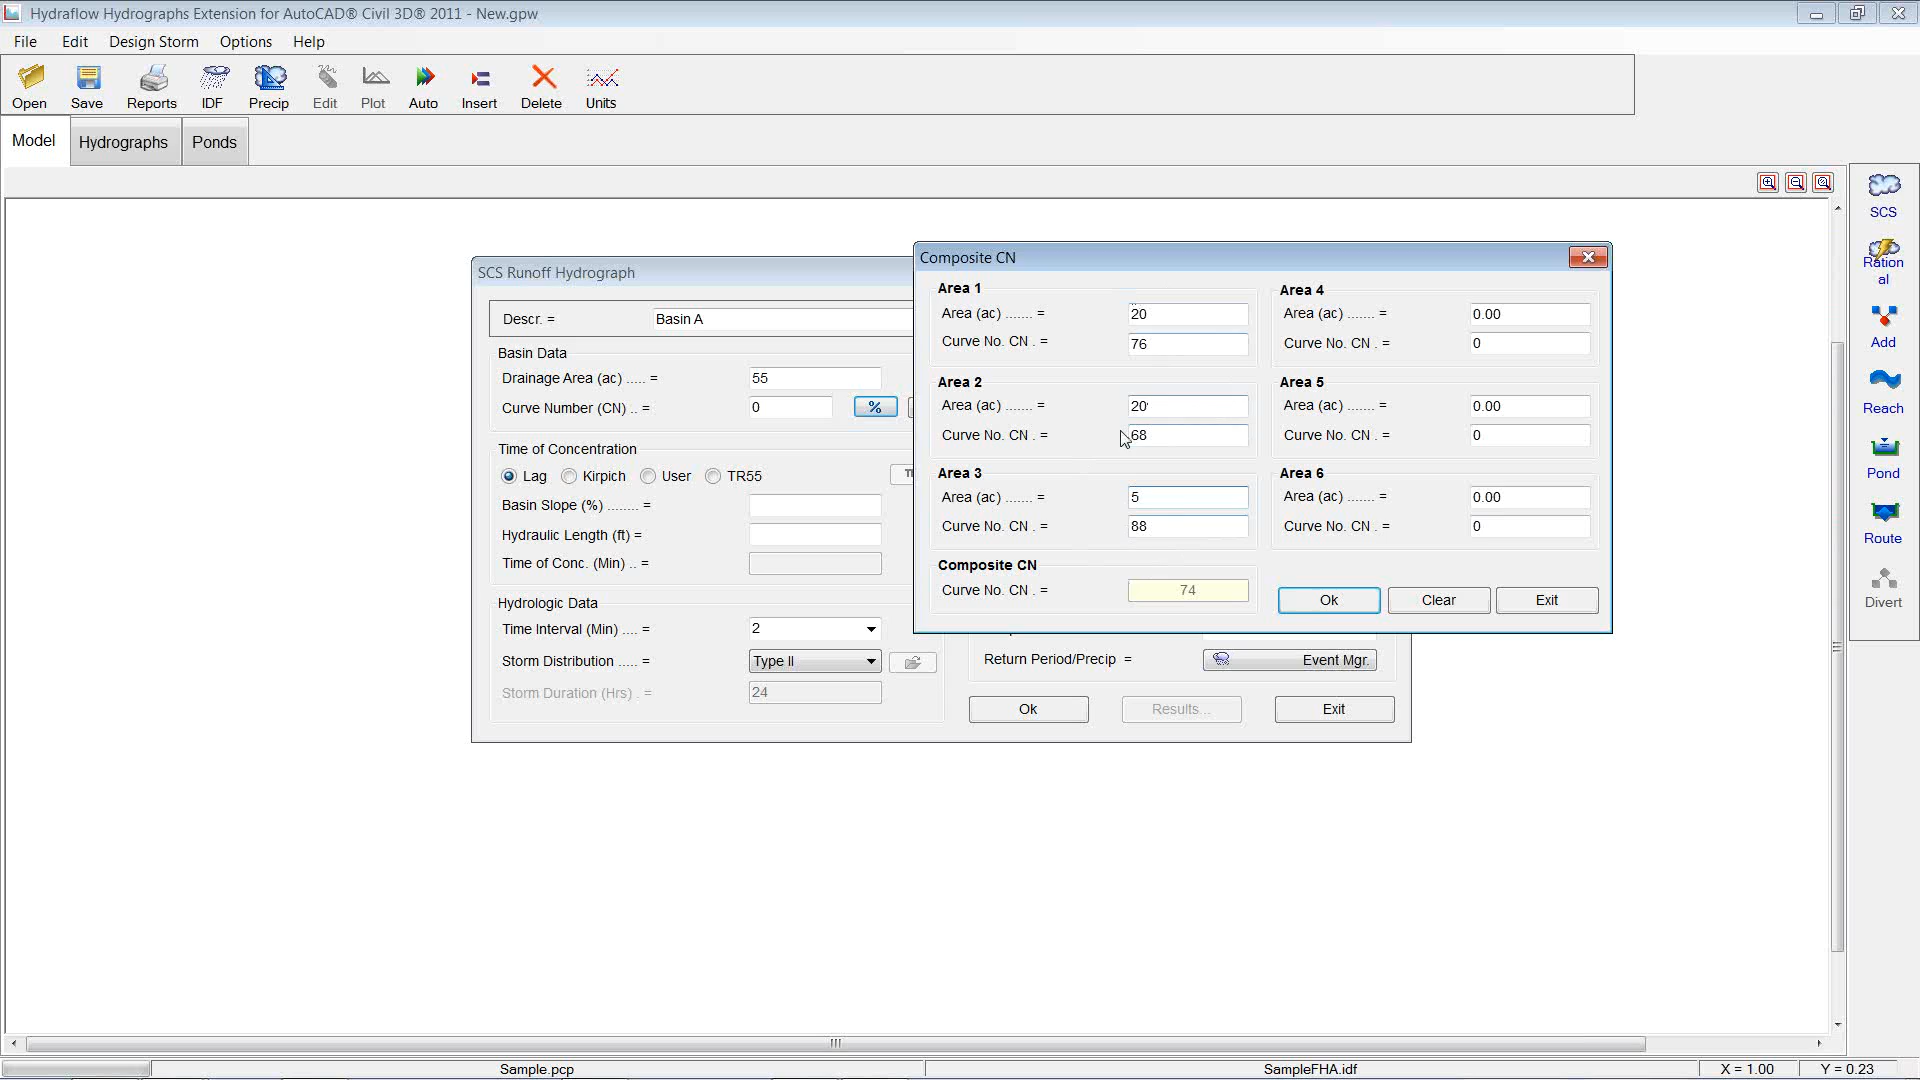 Hydraflow Hydrographs Extension for AutoCAD® Civil 3D® 2011 - New.gpw
File Edit Design Storm Options Help
Open Save Reports IDF Precip Edit Plot Auto Insert Delete Units
Model Hydrographs Ponds
SCS
Ration
al
Add
Reach
Pond
Route
Divert
SCS Runoff Hydrograph
Descr. = Basin A
Basin Data
Drainage Area (ac) ..... = 55
Curve Number (CN) .. = 0 %
Time of Concentration
Lag Kirpich User TR55
Basin Slope (%) ........ =
Hydraulic Length (ft) =
Time of Conc. (Min) .. =
Hydrologic Data
Time Interval (Min) .... = 2
Storm Distribution ..... = Type II
Storm Duration (Hrs) . = 24
Return Period/Precip = Event Mgr.
Ok Results... Exit
Composite CN
Area 1
Area (ac) ....... = 20
Curve No. CN . = 76
Area 2
Area (ac) ....... = 20
Curve No. CN . = 68
Area 3
Area (ac) ....... = 5
Curve No. CN . = 88
Composite CN
Curve No. CN . = 74
Area 4
Area (ac) ....... = 0.00
Curve No. CN . = 0
Area 5
Area (ac) ....... = 0.00
Curve No. CN . = 0
Area 6
Area (ac) ....... = 0.00
Curve No. CN . = 0
Ok Clear Exit
Sample.pcp SampleFHA.idf X = 1.00 Y = 0.23